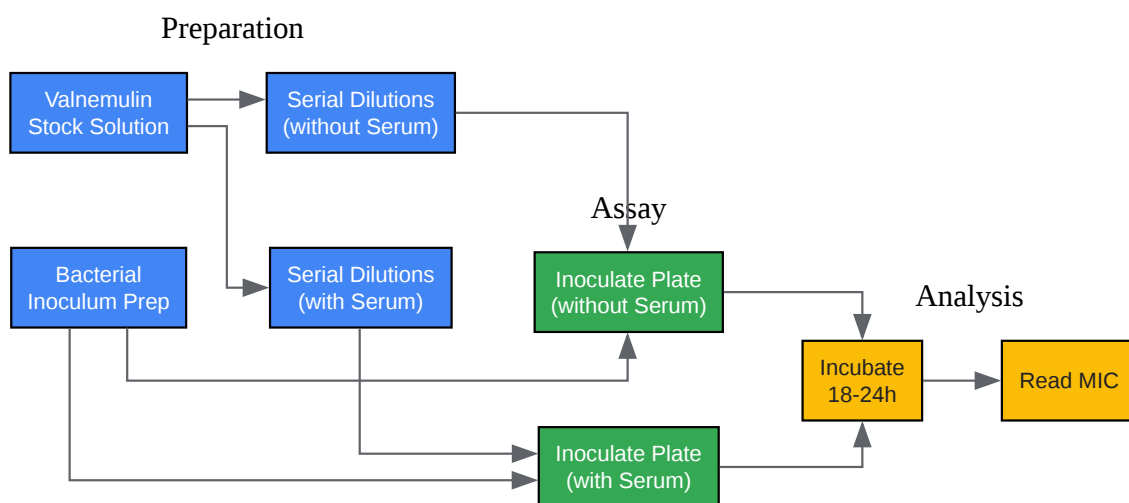 Preparation
Valnemulin
Stock Solution
Serial Dilutions
(without Serum)
Assay
Bacterial
Inoculum Prep
Serial Dilutions
(with Serum)
Inoculate Plate
(without Serum)
Analysis
Incubate
18-24h
Read MIC
Inoculate Plate
(with Serum)